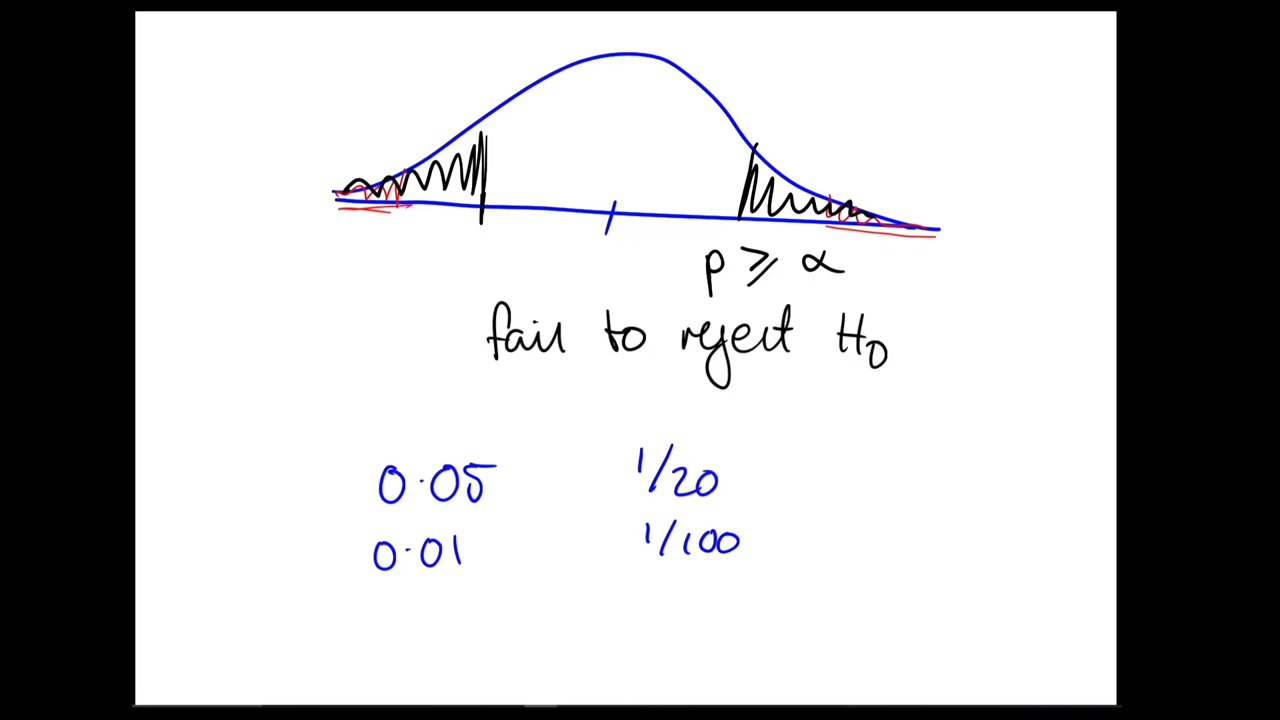 p ⩾ α
fail to reject H₀
0·05 1/20
0·01 1/100